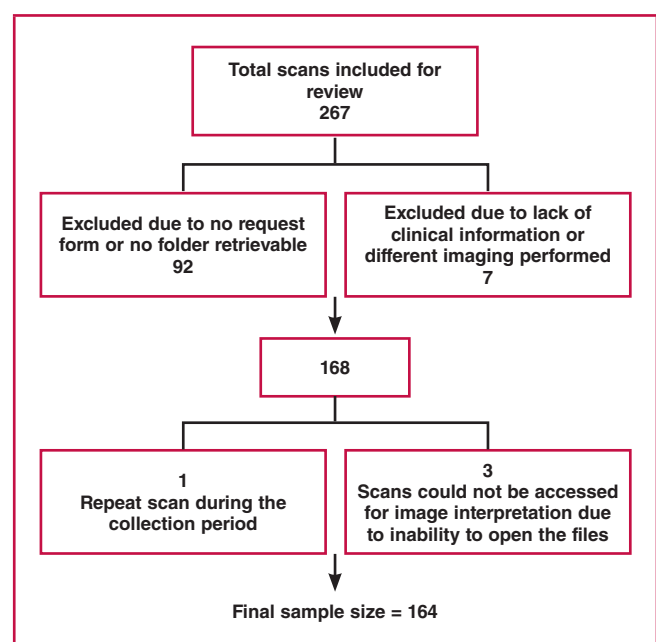 Total scans included for
review
267
Excluded due to no request
form or no folder retrievable
92
Excluded due to lack of
clinical information or
different imaging performed
7
168
1
Repeat scan during the
collection period
3
Scans could not be accessed
for image interpretation due
to inability to open the files
Final sample size = 164